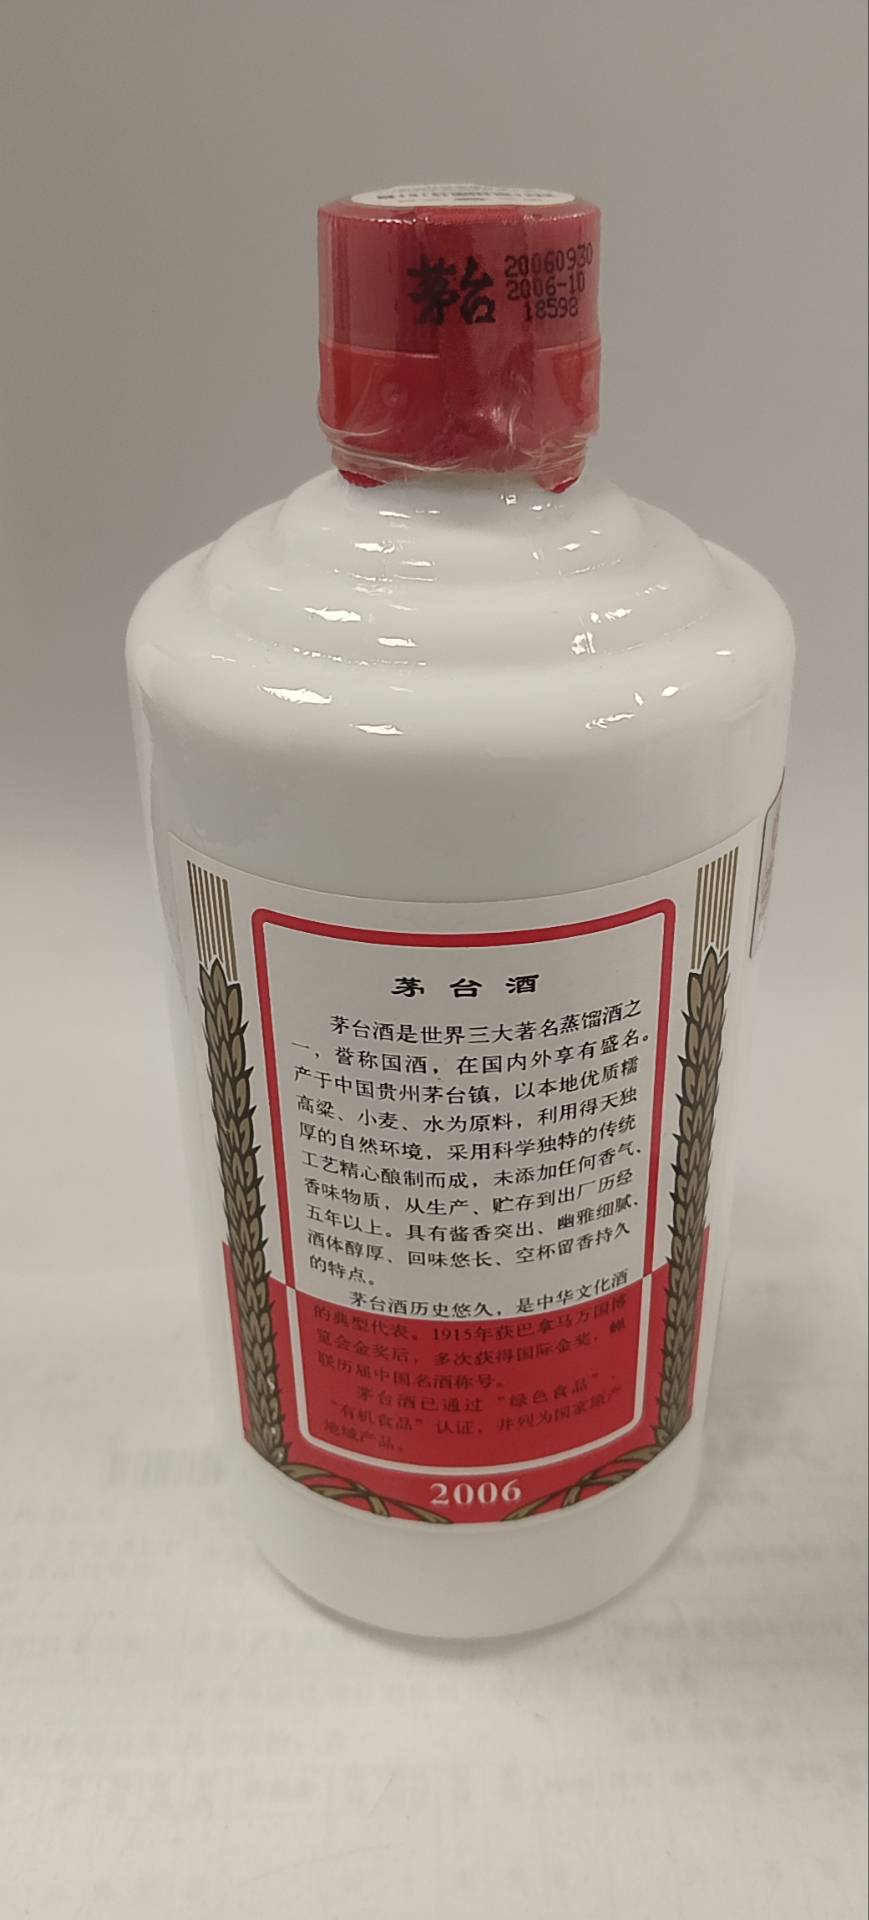 茅台
20060930
2006-10
18598
茅台酒
茅台酒是世界三大著名蒸馏酒之
一，誉称国酒，在国内外享有盛名。
产于中国贵州茅台镇，以本地优质糯
高粱、小麦、水为原料，利用得天独
厚的自然环境，采用科学独特的传统
工艺精心酿制而成，未添加任何香气、
香味物质，从生产、贮存到出厂历经
五年以上。具有酱香突出、幽雅细腻、
酒体醇厚、回味悠长、空杯留香持久
的特点。
茅台酒历史悠久，是中华文化酒
的典型代表。1915年获巴拿马万国博
览会金奖后，多次获得国际金奖，蝉
联历届中国名酒称号。
茅台酒已通过“绿色食品”、
“有机食品”认证，并列为国家原产
地域产品。
2006